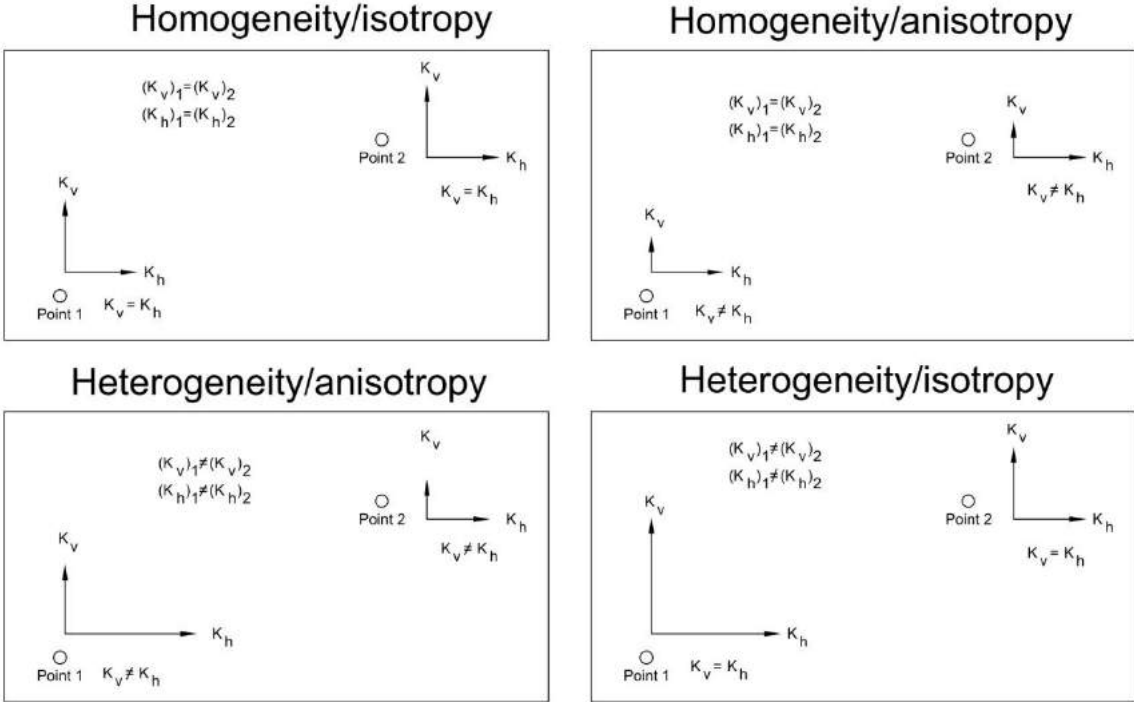 Homogeneity/isotropy
(K_v)_1=(K_v)_2
(K_h)_1=(K_h)_2
K_v
Point 2
K_h
K_v = K_h
K_v
K_h
Point 1
K_v = K_h
Homogeneity/anisotropy
(K_v)_1=(K_v)_2
(K_h)_1=(K_h)_2
K_v
Point 2
K_h
K_v ≠ K_h
K_v
K_h
Point 1
K_v ≠ K_h
Heterogeneity/anisotropy
(K_v)_1≠(K_v)_2
(K_h)_1≠(K_h)_2
K_v
Point 2
K_h
K_v ≠ K_h
K_v
K_h
Point 1
K_v ≠ K_h
Heterogeneity/isotropy
(K_v)_1≠(K_v)_2
(K_h)_1≠(K_h)_2
K_v
Point 2
K_h
K_v = K_h
K_v
K_h
Point 1
K_v = K_h